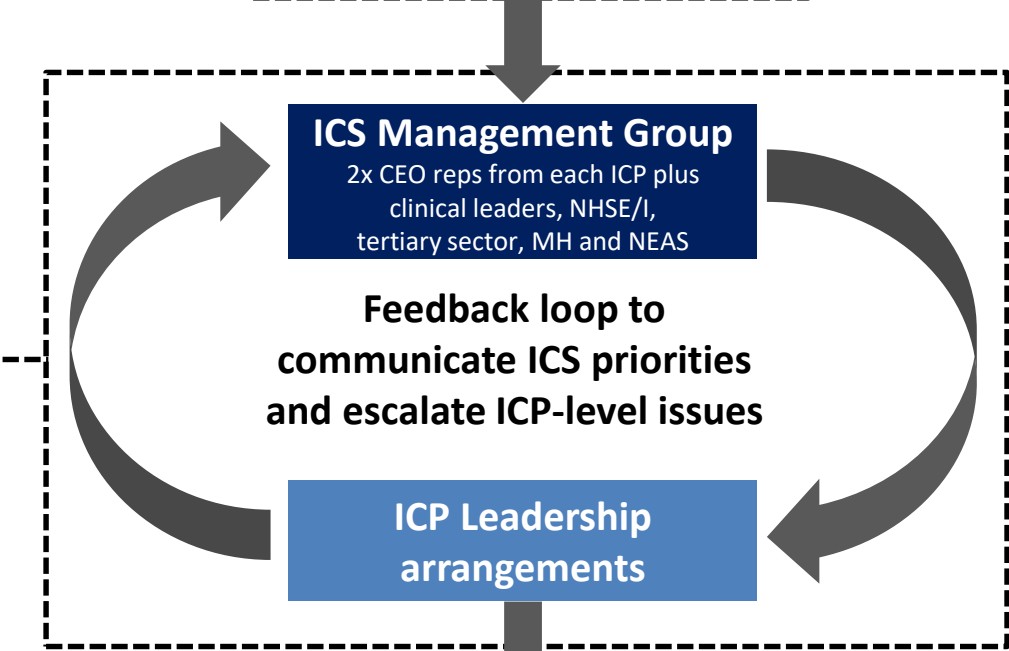 ICS Management Group
2x CEO reps from each ICP plus
clinical leaders, NHSE/I,
tertiary sector, MH and NEAS
Feedback loop to
communicate ICS priorities
and escalate ICP-level issues
ICP Leadership
arrangements